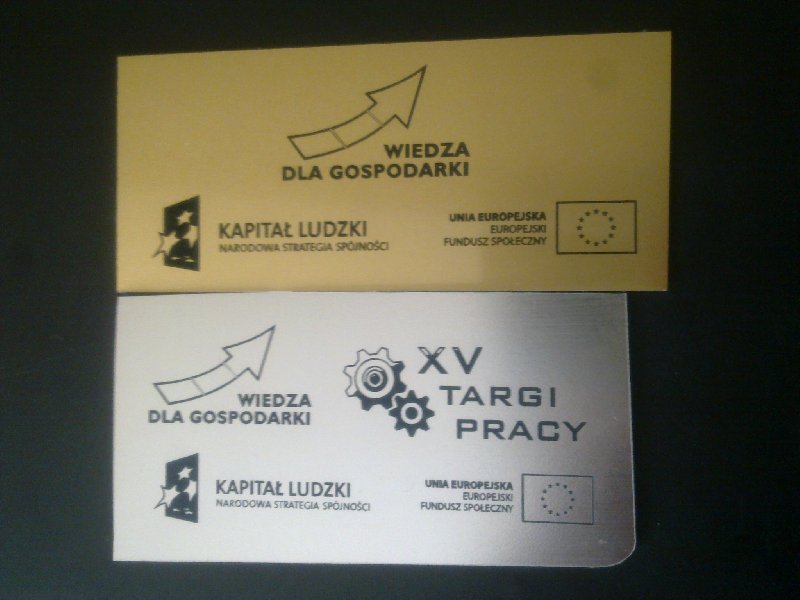 WIEDZA
DLA GOSPODARKI
KAPITAŁ LUDZKI
NARODOWA STRATEGIA SPÓJNOŚCI
UNIA EUROPEJSKA
EUROPEJSKI
FUNDUSZ SPOŁECZNY
WIEDZA
DLA GOSPODARKI
XV
TARGI
PRACY
KAPITAŁ LUDZKI
NARODOWA STRATEGIA SPÓJNOŚCI
UNIA EUROPEJSKA
EUROPEJSKI
FUNDUSZ SPOŁECZNY